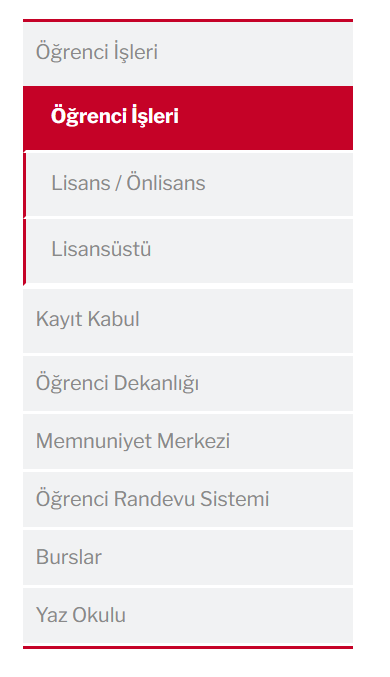 Öğrenci İşleri
Öğrenci İşleri
Lisans / Önlisans
Lisansüstü
Kayıt Kabul
Öğrenci Dekanlığı
Memnuniyet Merkezi
Öğrenci Randevu Sistemi
Burslar
Yaz Okulu